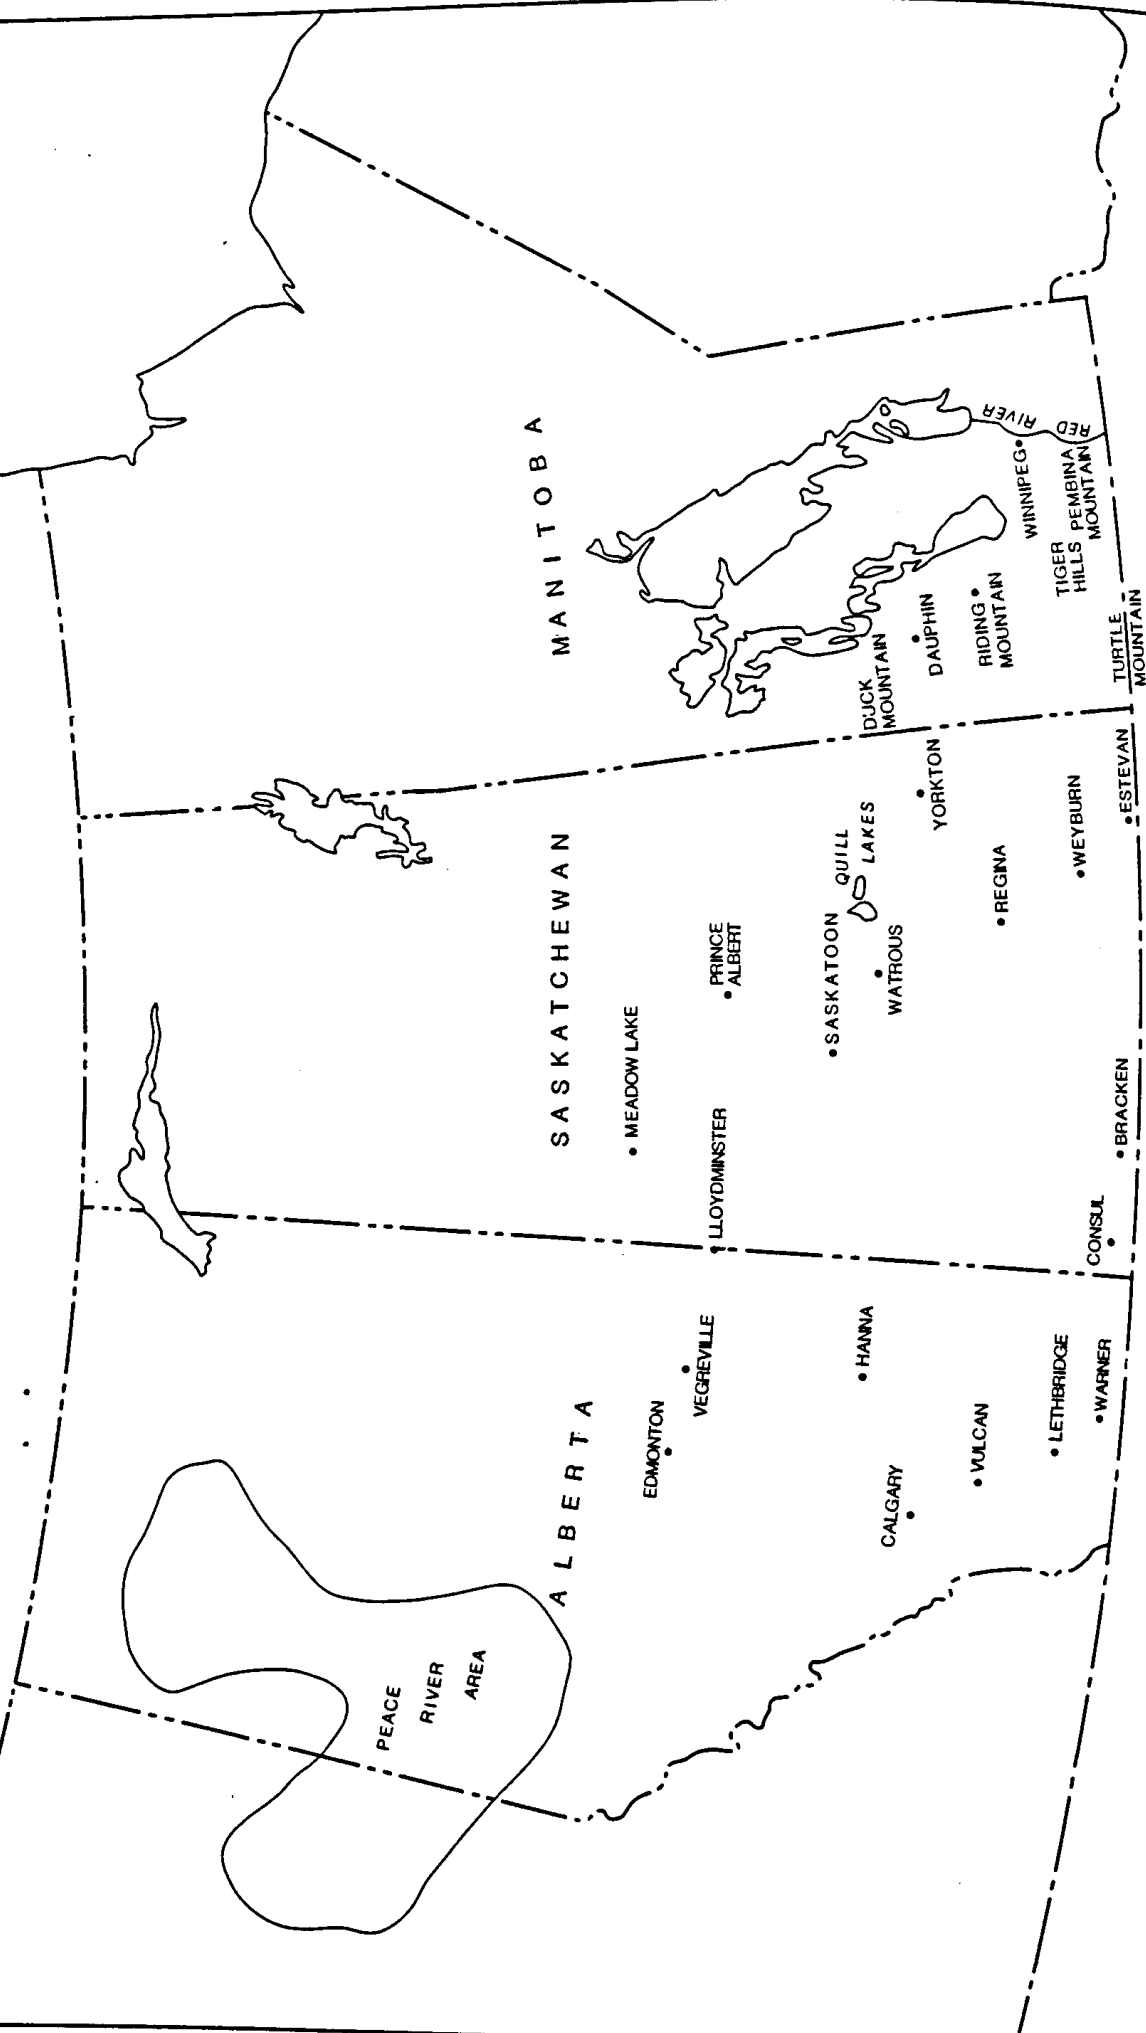 PEACE
RIVER
AREA
ALBERTA
EDMONTON
VEGREVILLE
CALGARY
HANNA
VULCAN
LETHBRIDGE
WARNER
SASKATCHEWAN
MEADOW LAKE
LLOYDMINSTER
PRINCE
ALBERT
SASKATOON
QUILL
LAKES
WATROUS
YORKTON
REGINA
WEYBURN
CONSUL
BRACKEN
ESTEVAN
MANITOBA
DUCK
MOUNTAIN
DAUPHIN
RIDING
MOUNTAIN
WINNIPEG
RED RIVER
TIGER
HILLS
PEMBINA
MOUNTAIN
TURTLE
MOUNTAIN